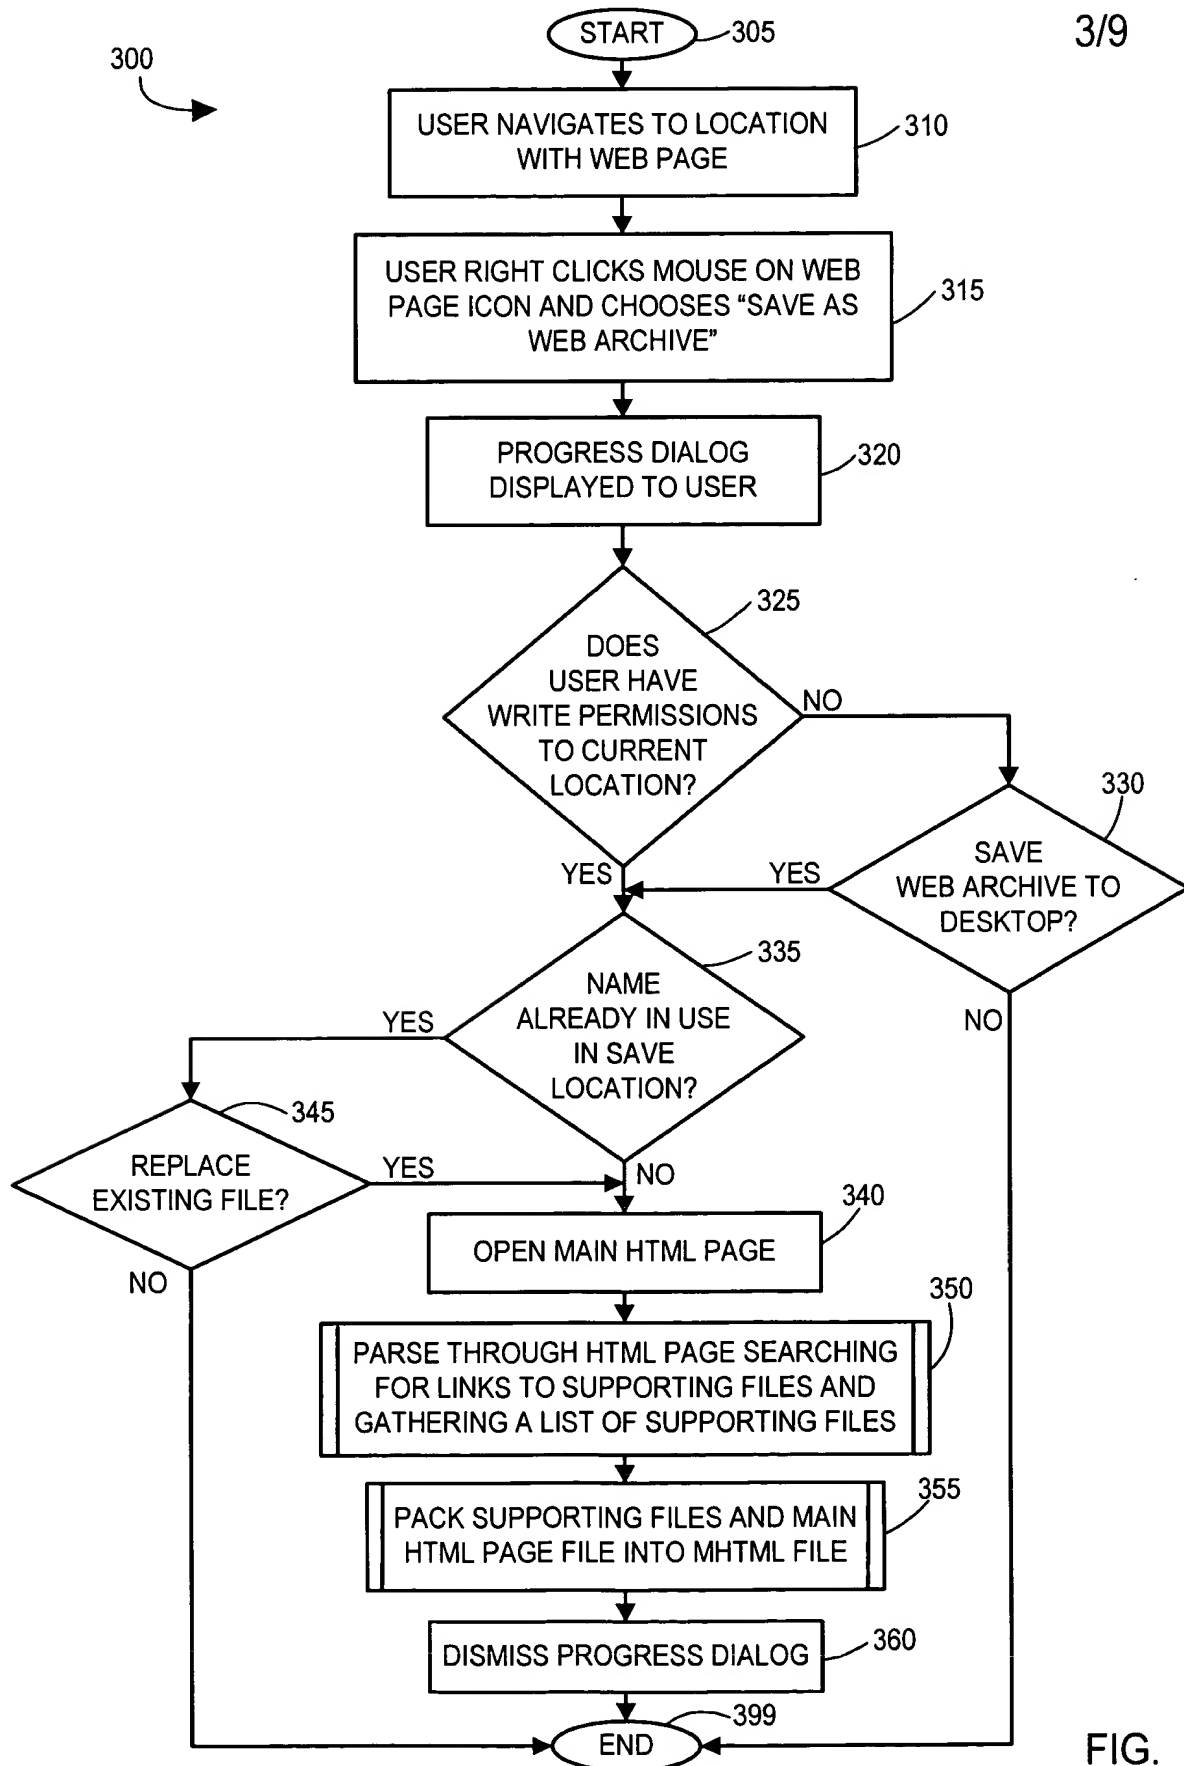 START
305
3/9
300
USER NAVIGATES TO LOCATION
WITH WEB PAGE
310
USER RIGHT CLICKS MOUSE ON WEB
PAGE ICON AND CHOOSES “SAVE AS
WEB ARCHIVE”
315
PROGRESS DIALOG
DISPLAYED TO USER
320
325
DOES
USER HAVE
WRITE PERMISSIONS
TO CURRENT
LOCATION?
NO
330
SAVE
WEB ARCHIVE TO
DESKTOP?
YES
YES
NO
335
NAME
ALREADY IN USE
IN SAVE
LOCATION?
YES
345
REPLACE
EXISTING FILE?
YES
NO
NO
340
OPEN MAIN HTML PAGE
350
PARSE THROUGH HTML PAGE SEARCHING
FOR LINKS TO SUPPORTING FILES AND
GATHERING A LIST OF SUPPORTING FILES
355
PACK SUPPORTING FILES AND MAIN
HTML PAGE FILE INTO MHTML FILE
DISMISS PROGRESS DIALOG
360
399
END
FIG.